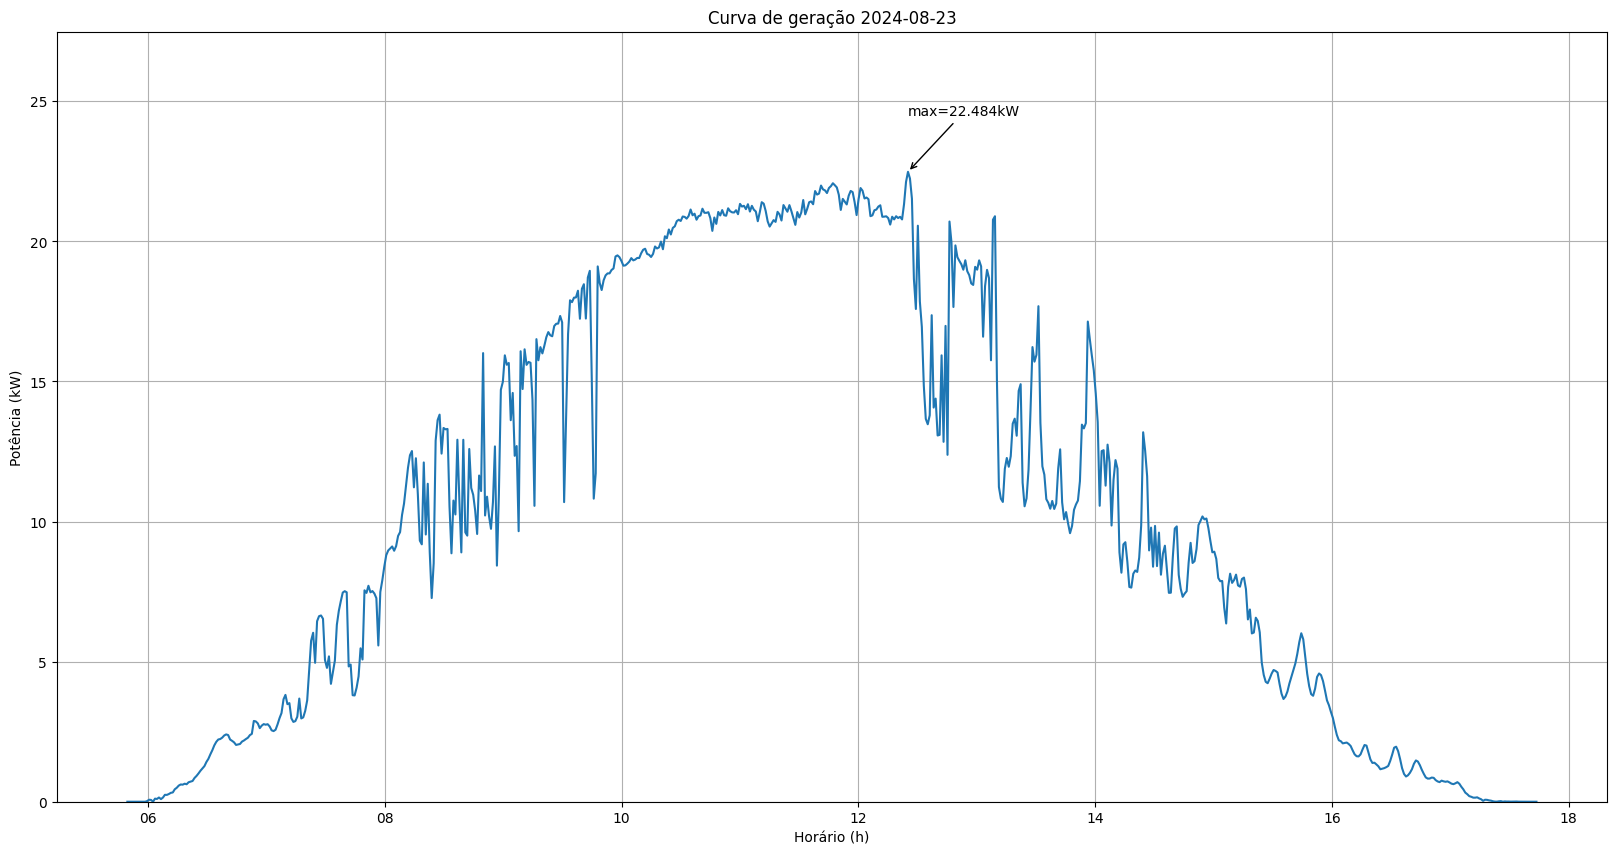 Curva de geração 2024-08-23
25
20
15
10
5
0
Potência (kW)
max=22.484kW
06 08 10 12 14 16 18
Horário (h)